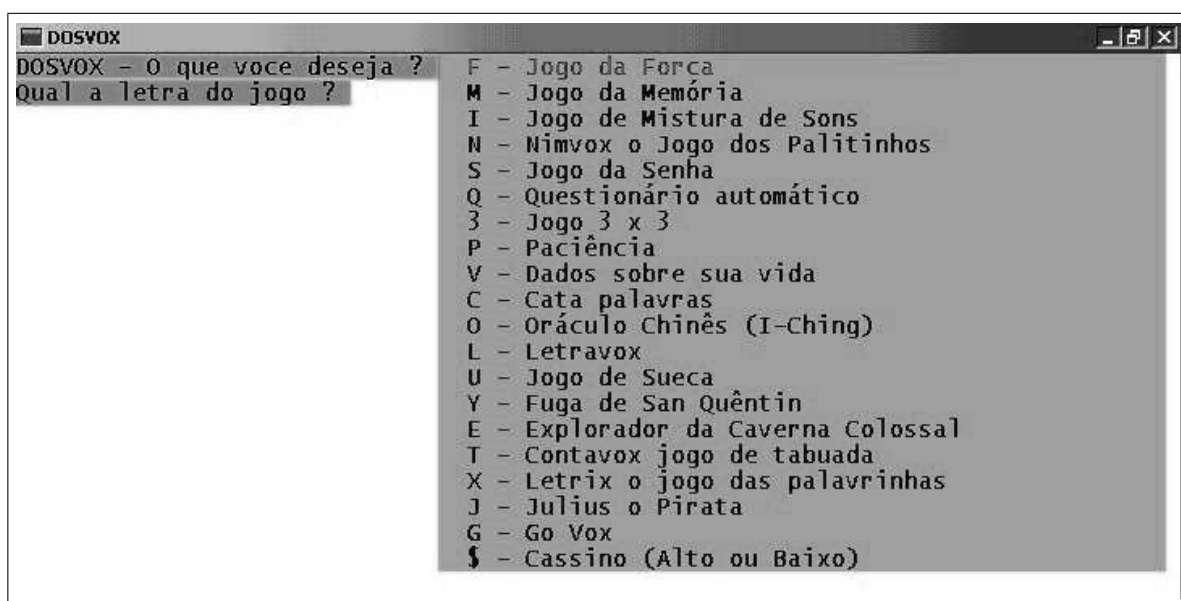 DOSVOX
DOSVOX - O que voce deseja ?
Qual a letra do jogo ?
F - Jogo da Forca
M - Jogo da Memória
I - Jogo de Mistura de Sons
N - Nimvox o Jogo dos Palitinhos
S - Jogo da Senha
Q - Questionário automático
3 - Jogo 3 x 3
P - Paciência
V - Dados sobre sua vida
C - Cata palavras
O - Oráculo Chinês (I-Ching)
L - Letravox
U - Jogo de Sueca
Y - Fuga de San Quêntin
E - Explorador da Caverna Colossal
T - Contavox jogo de tabuada
X - Letrix o jogo das palavrinhas
J - Julius o Pirata
G - Go Vox
$ - Cassino (Alto ou Baixo)